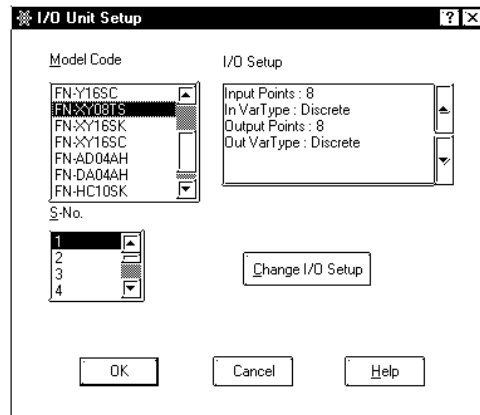 I/O Unit Setup
Model Code
FN-Y16SC
FN-XY08TS
FN-XY16SK
FN-XY16SC
FN-AD04AH
FN-DA04AH
FN-HC10SK
I/O Setup
Input Points : 8
In VarType : Discrete
Output Points : 8
Out VarType : Discrete
S-No.
1
2
3
4
Change I/O Setup
OK
Cancel
Help